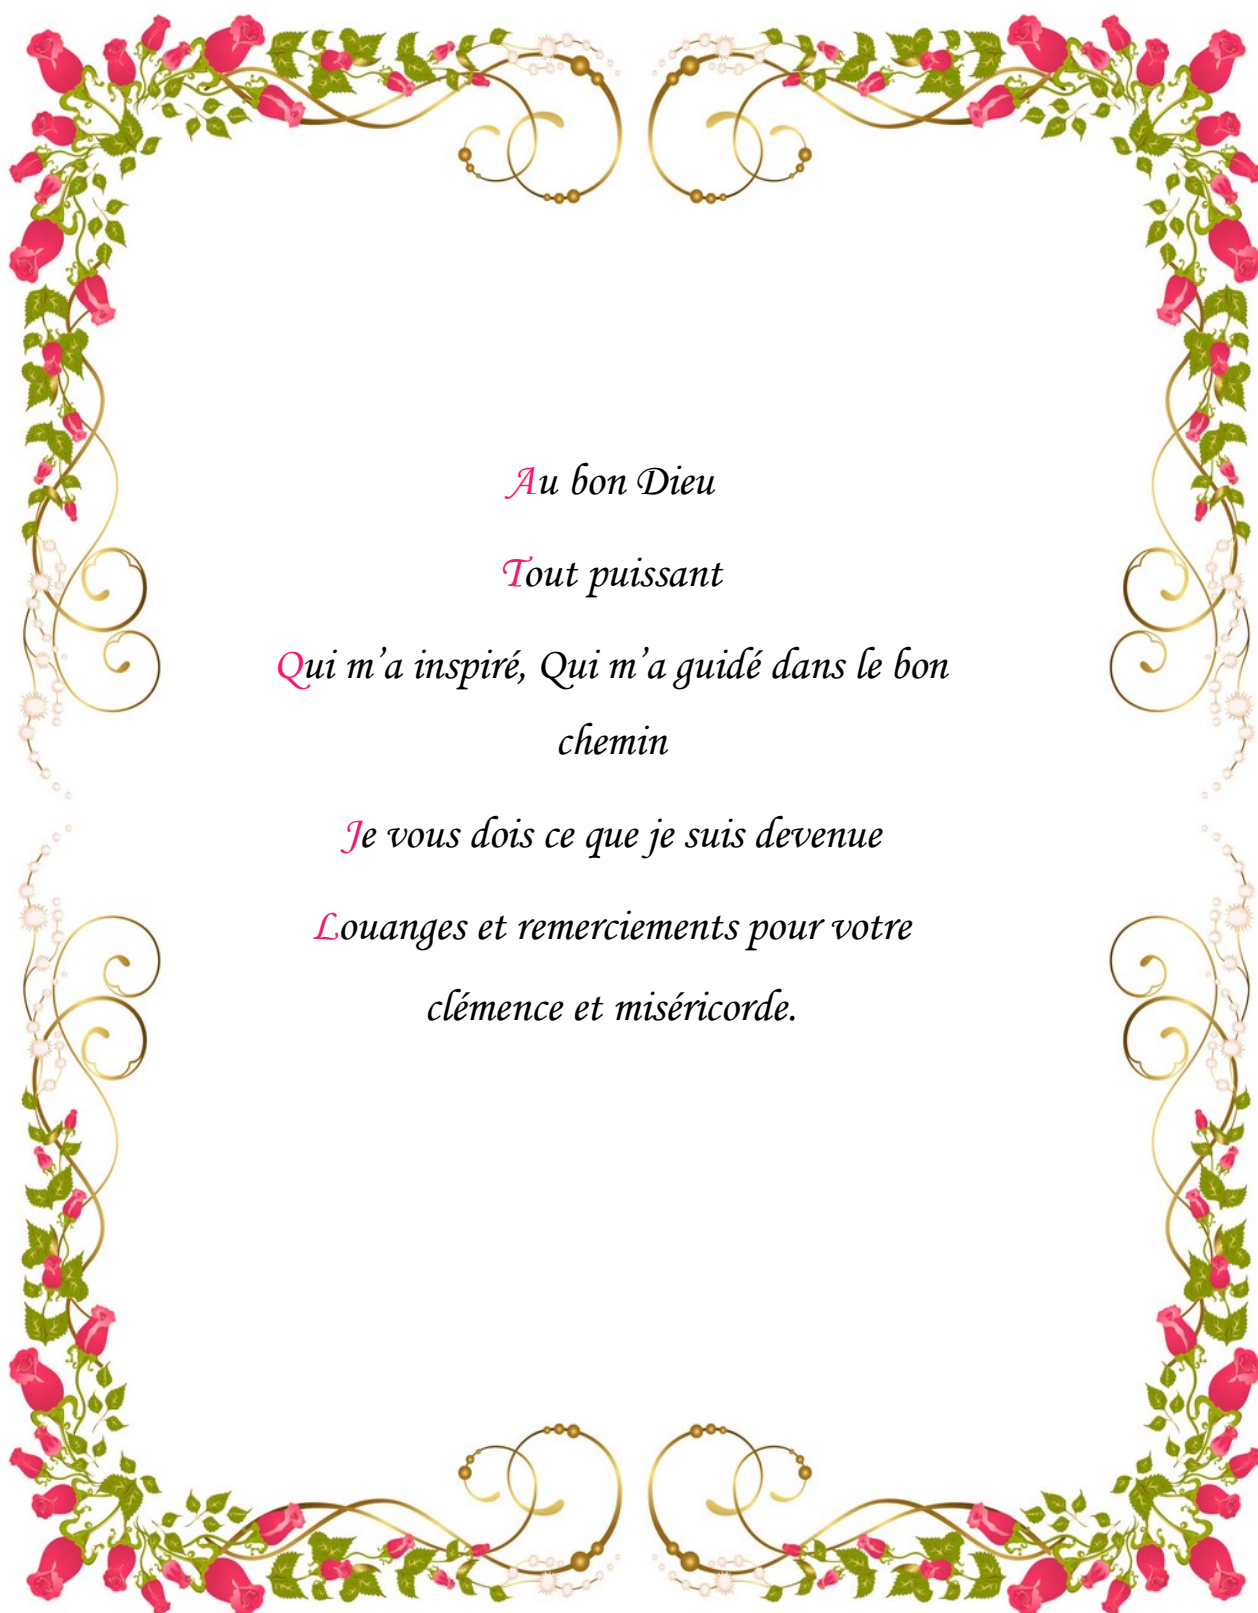 Au bon Dieu
Tout puissant
Qui m’a inspiré, Qui m’a guidé dans le bon
chemin
Je vous dois ce que je suis devenue
Louanges et remerciements pour votre
clémence et miséricorde.